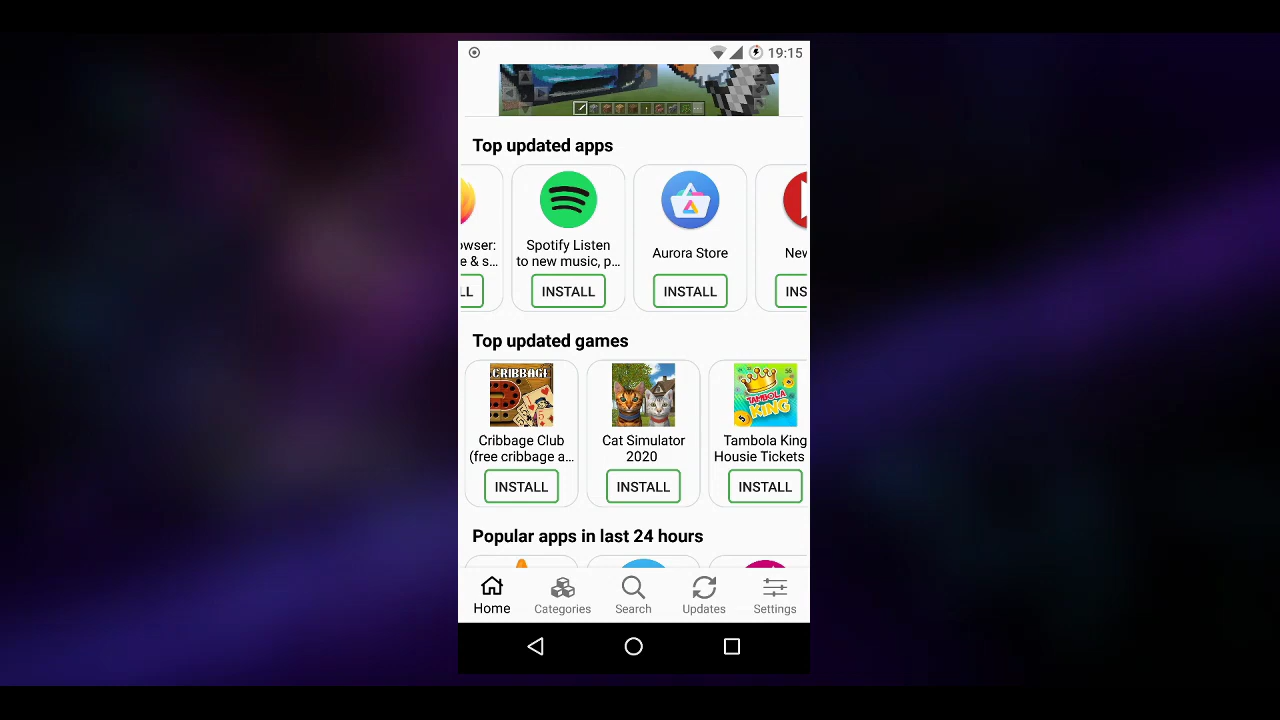 19:15
Top updated apps
owser:
e & s...
LL
Spotify Listen
to new music, p...
INSTALL
Aurora Store
INSTALL
New
INS
Top updated games
CRIBBAGE
Cribbage Club
(free cribbage a...
INSTALL
Cat Simulator
2020
INSTALL
TAMBOLA
KING
Tambola King
Housie Tickets
INSTALL
Popular apps in last 24 hours
Home
Categories
Search
Updates
Settings